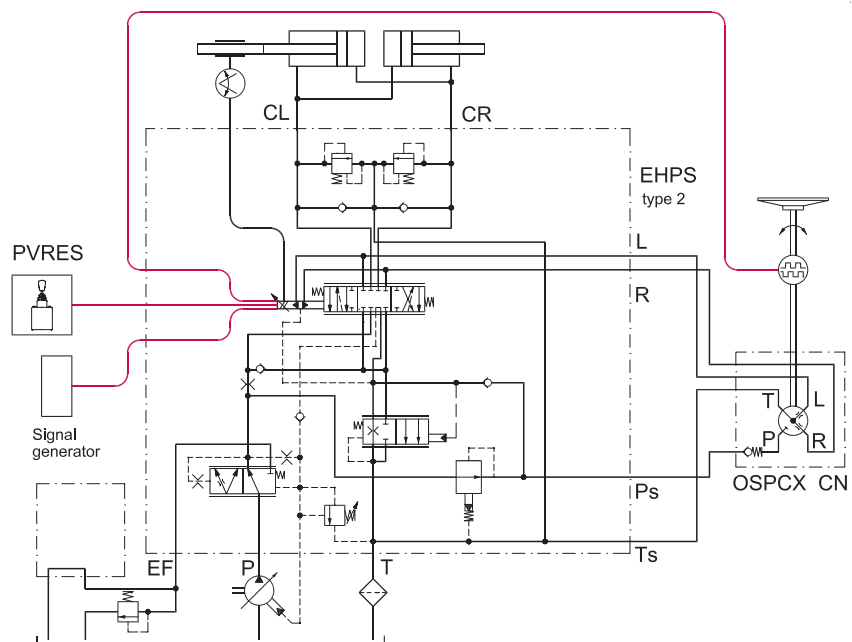 CL
CR
EHPS
type 2
PVRES
L
R
Signal
generator
T
L
P
R
OSPCX CN
Ps
Ts
EF
P
T